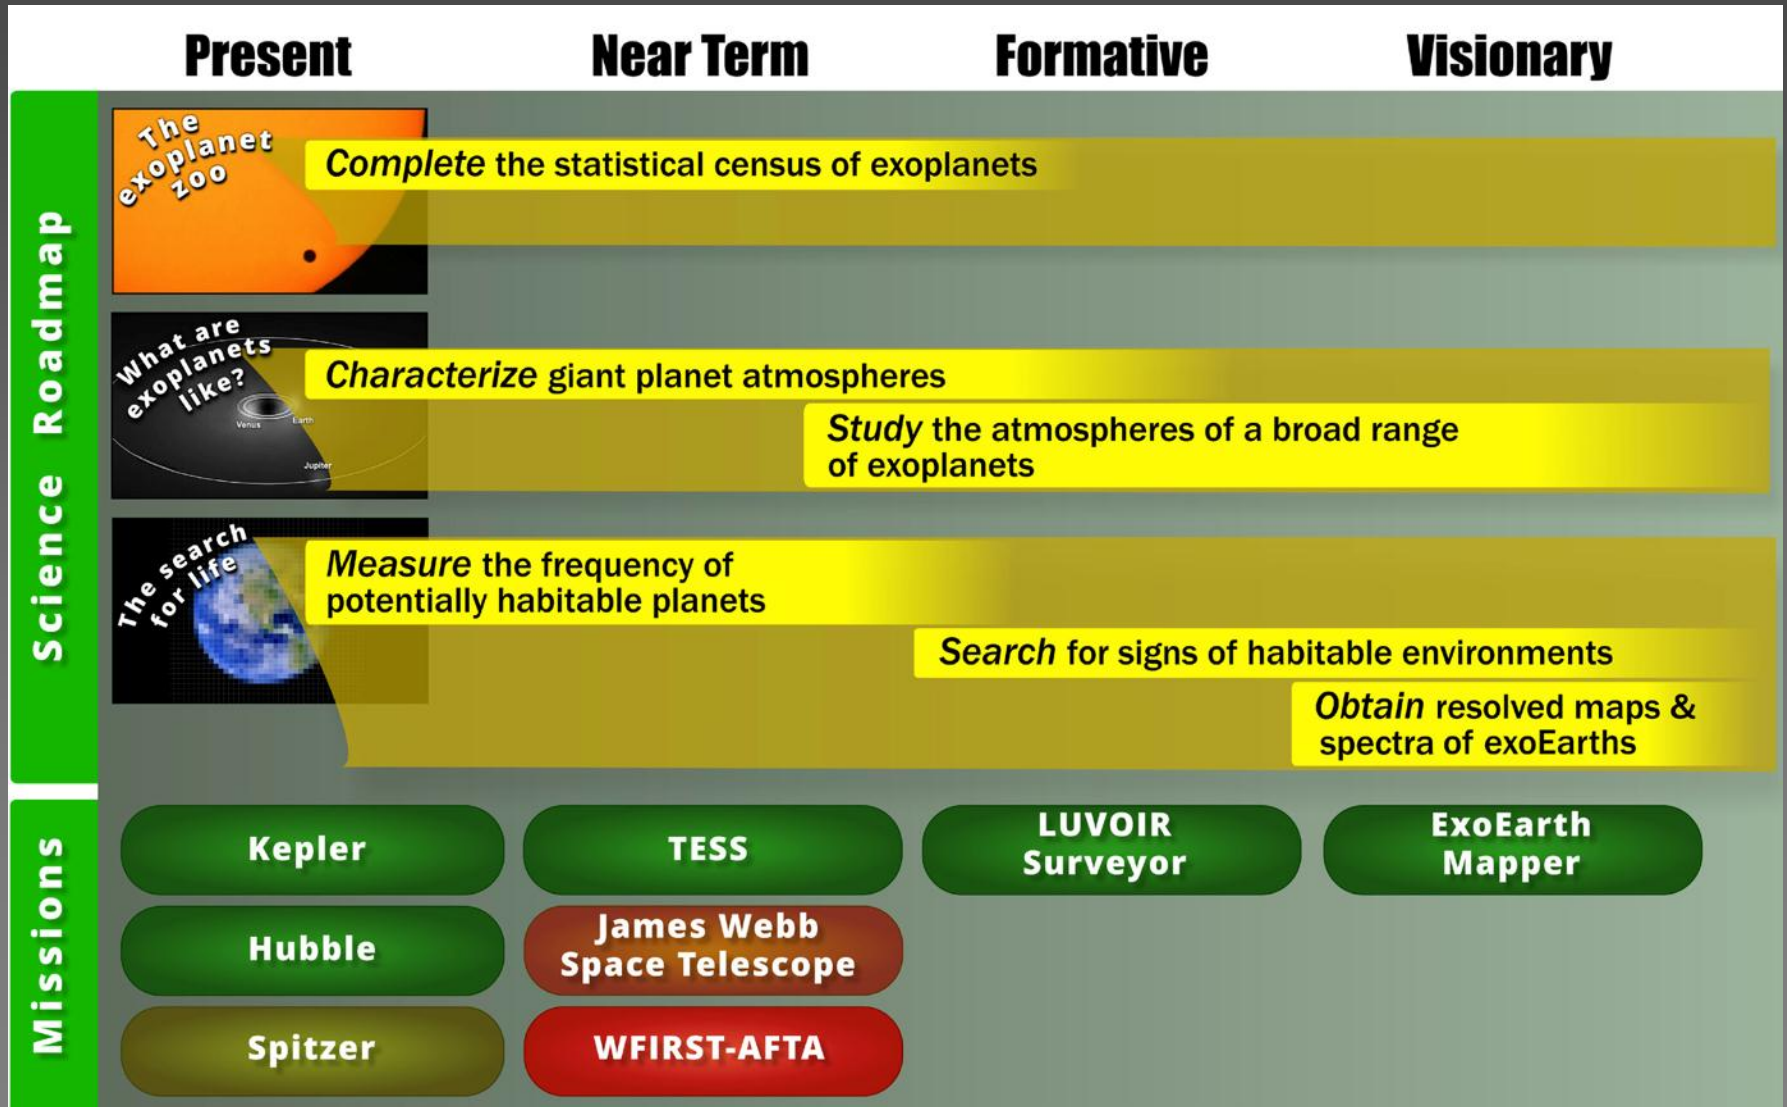 Present
Near Term
Formative
Visionary
Science Roadmap
The
exoplanet
zoo
Complete the statistical census of exoplanets
What are
exoplanets
like?
Venus
Earth
Jupiter
Characterize giant planet atmospheres
Study the atmospheres of a broad range
of exoplanets
The search
for life
Measure the frequency of
potentially habitable planets
Search for signs of habitable environments
Obtain resolved maps &
spectra of exoEarths
Missions
Kepler
TESS
LUVOIR
Surveyor
ExoEarth
Mapper
Hubble
James Webb
Space Telescope
Spitzer
WFIRST-AFTA